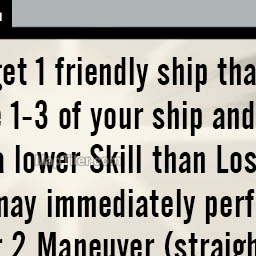 get 1 friendly ship tha
e 1-3 of your ship and
a lower Skill than Los
may immediately perf
r 2 Maneuver (straigh